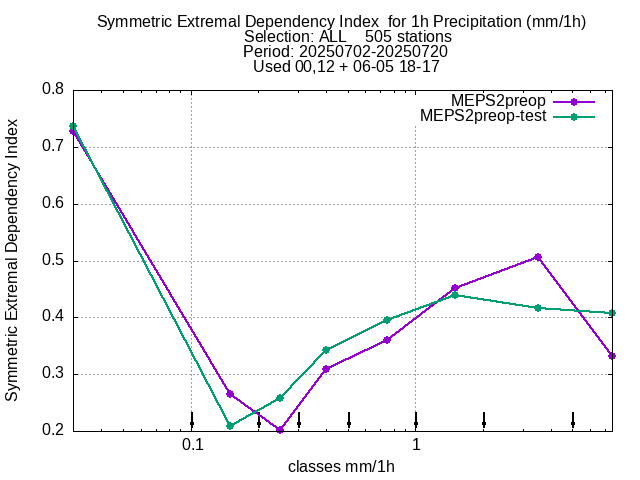 Symmetric Extremal Dependency Index  for 1h Precipitation (mm/1h)
Selection: ALL    505 stations
Period: 20250702-20250720
Used 00,12 + 06-05 18-17
MEPS2preop
MEPS2preop-test
Symmetric Extremal Dependency Index
0.8
0.7
0.6
0.5
0.4
0.3
0.2
0.1
1
classes mm/1h